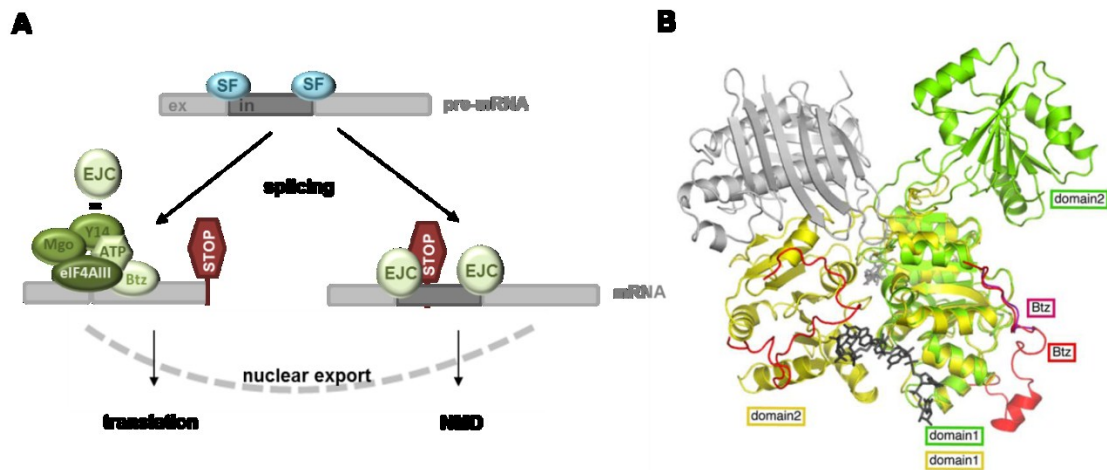 A
SF
SF
ex
in
pre-mRNA
EJC
=
splicing
Mgo
Y14
ATP
eIF4AIII
Btz
STOP
EJC
STOP
EJC
mRNA
nuclear export
translation
NMD
B
domain2
Btz
Btz
domain2
domain1
domain1